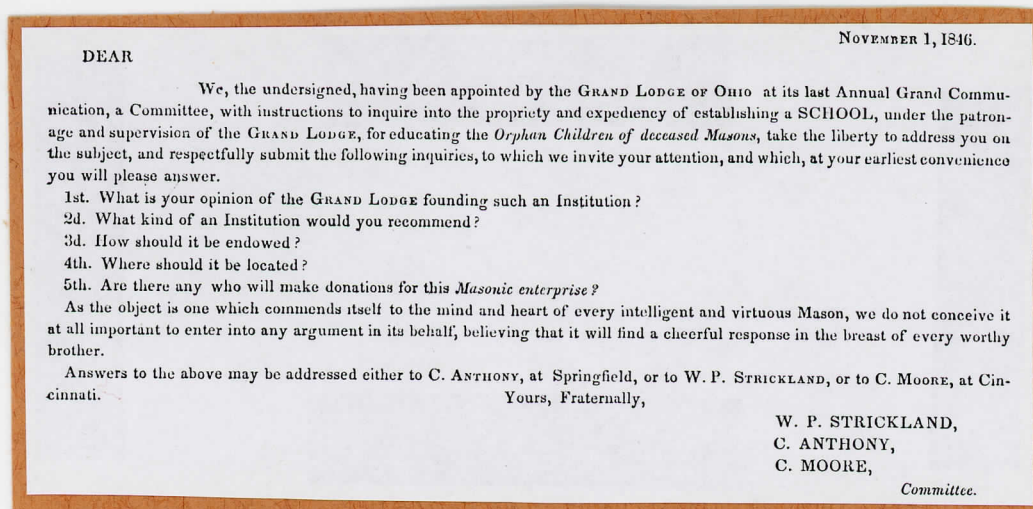 NOVEMBER 1, 1846.
DEAR
We, the undersigned, having been appointed by the GRAND LODGE OF OHIO at its last Annual Grand Commu-
nication, a Committee, with instructions to inquire into the propriety and expediency of establishing a SCHOOL, under the patron-
age and supervision of the GRAND LODGE, for educating the Orphan Children of deceased Masons, take the liberty to address you on
the subject, and respectfully submit the following inquiries, to which we invite your attention, and which, at your earliest convenience
you will please answer.
1st. What is your opinion of the GRAND LODGE founding such an Institution?
2d. What kind of an Institution would you recommend?
3d. How should it be endowed?
4th. Where should it be located?
5th. Are there any who will make donations for this Masonic enterprise?
As the object is one which commends itself to the mind and heart of every intelligent and virtuous Mason, we do not conceive it
at all important to enter into any argument in its behalf, believing that it will find a cheerful response in the breast of every worthy
brother.
Answers to the above may be addressed either to C. ANTHONY, at Springfield, or to W. P. STRICKLAND, or to C. MOORE, at Cin-
cinnati. Yours, Fraternally,
W. P. STRICKLAND,
C. ANTHONY,
C. MOORE,
Committee.